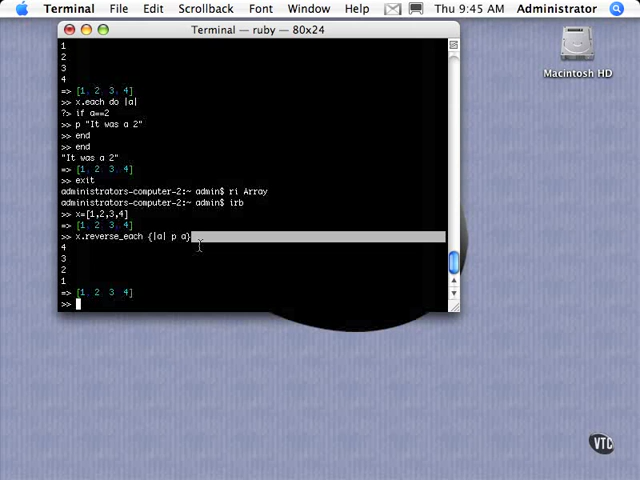 Terminal File Edit Scrollback Font Window Help Thu 9:45 AM Administrator
Terminal — ruby — 80x24
Macintosh HD
1
2
3
4
=> [1, 2, 3, 4]
>> x.each do |a|
?> if a==2
>> p "It was a 2"
>> end
>> end
"It was a 2"
=> [1, 2, 3, 4]
>> exit
administrators-computer-2:~ admin$ ri Array
administrators-computer-2:~ admin$ irb
>> x=[1,2,3,4]
=> [1, 2, 3, 4]
>> x.reverse_each {|a| p a}
4
3
2
1
=> [1, 2, 3, 4]
>>
VTC